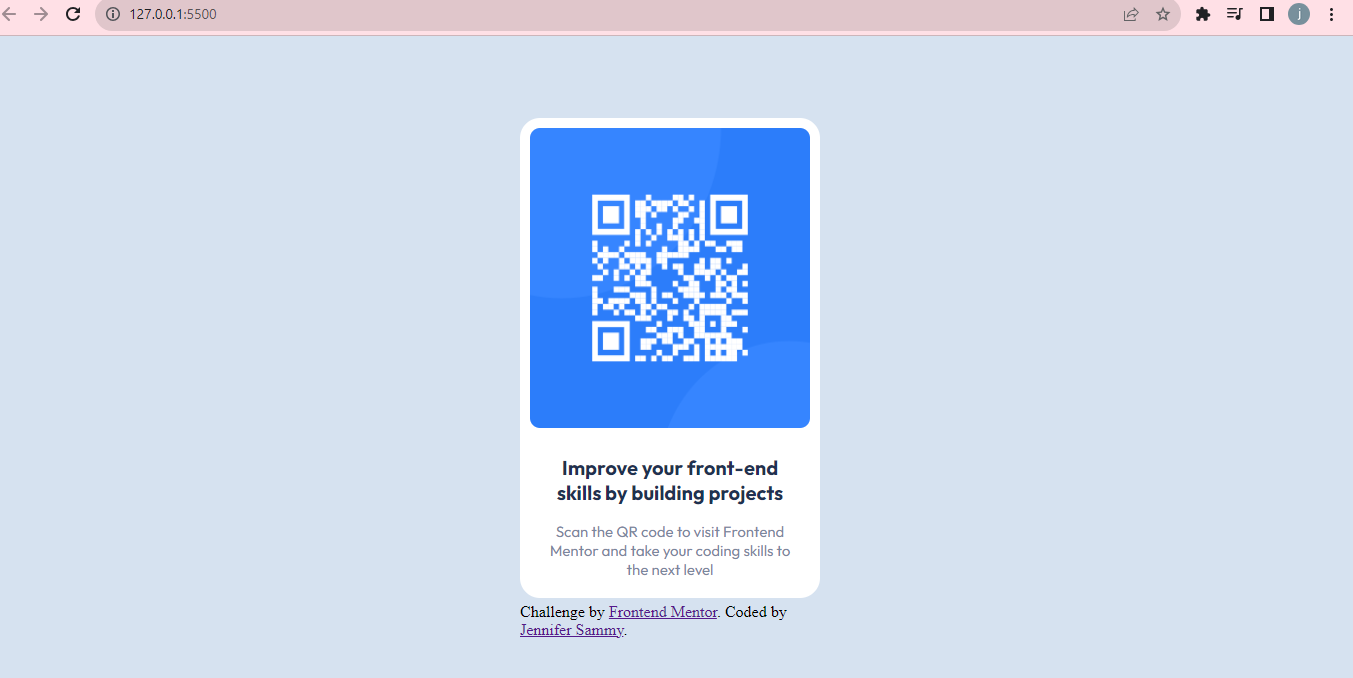 127.0.0.1:5500
j
Improve your front-end
skills by building projects
Scan the QR code to visit Frontend
Mentor and take your coding skills to
the next level
Challenge by Frontend Mentor. Coded by
Jennifer Sammy.